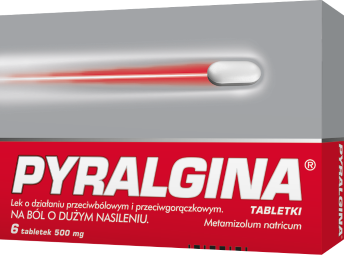 PYRALGINA®
TABLETKI
Lek o działaniu przeciwbólowym i przeciwgorączkowym.
NA BÓL O DUŻYM NASILENIU.
Metamizolum natricum
6 tabletek 500 mg
PYRALGINA